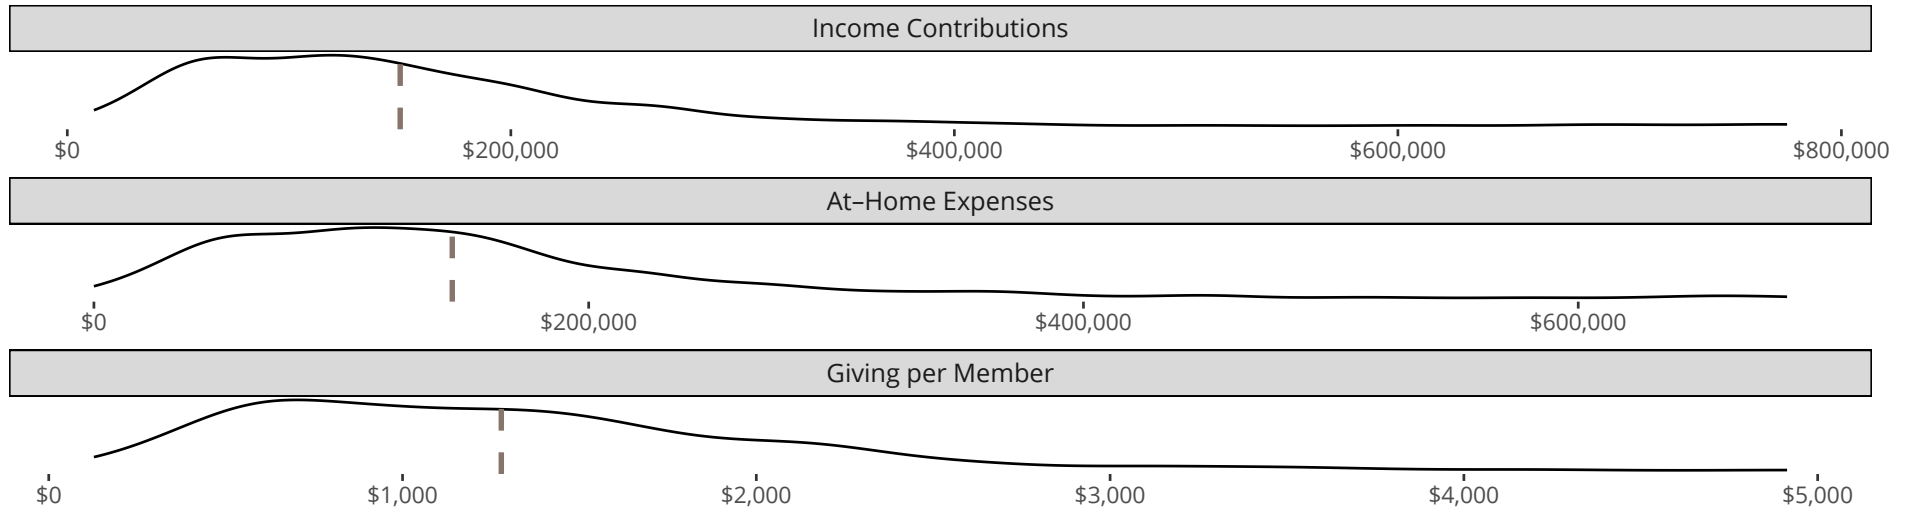 Income Contributions
$0 $200,000 $400,000 $600,000 $800,000
At–Home Expenses
$0 $200,000 $400,000 $600,000
Giving per Member
$0 $1,000 $2,000 $3,000 $4,000 $5,000